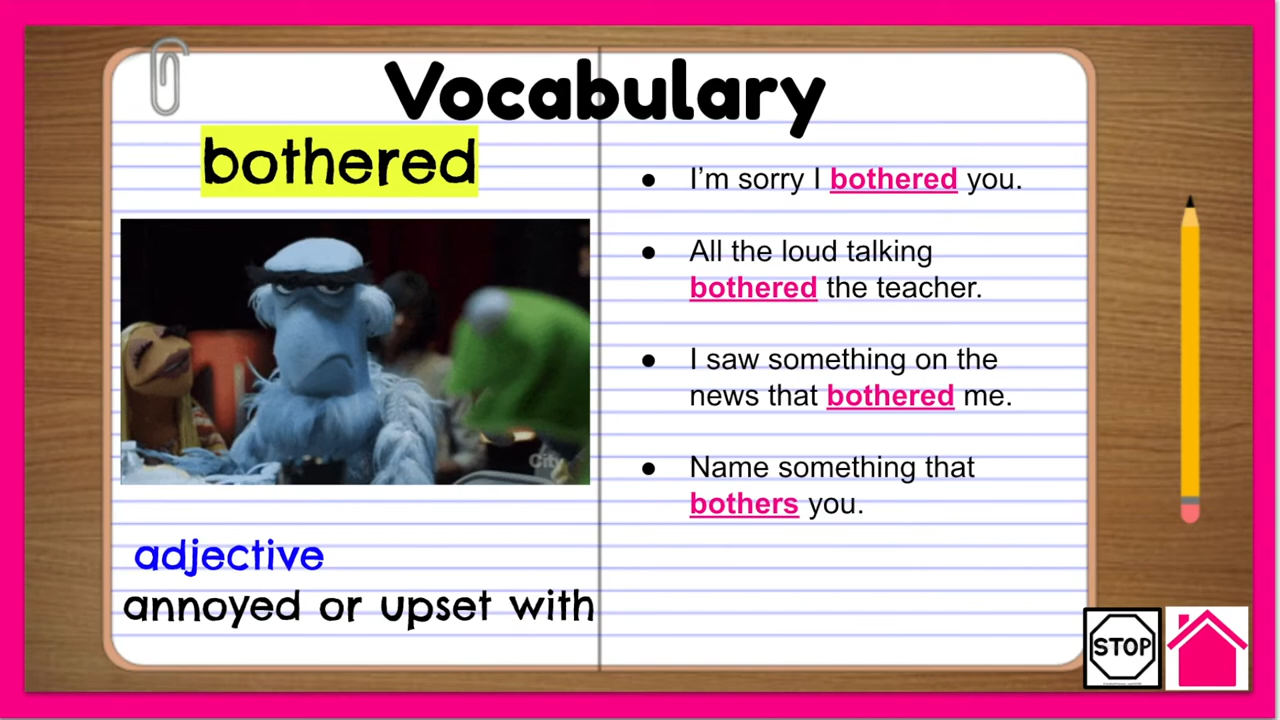 Vocabulary
bothered
City
adjective
annoyed or upset with
● I’m sorry I bothered you.
● All the loud talking
bothered the teacher.
● I saw something on the
news that bothered me.
● Name something that
bothers you.
STOP